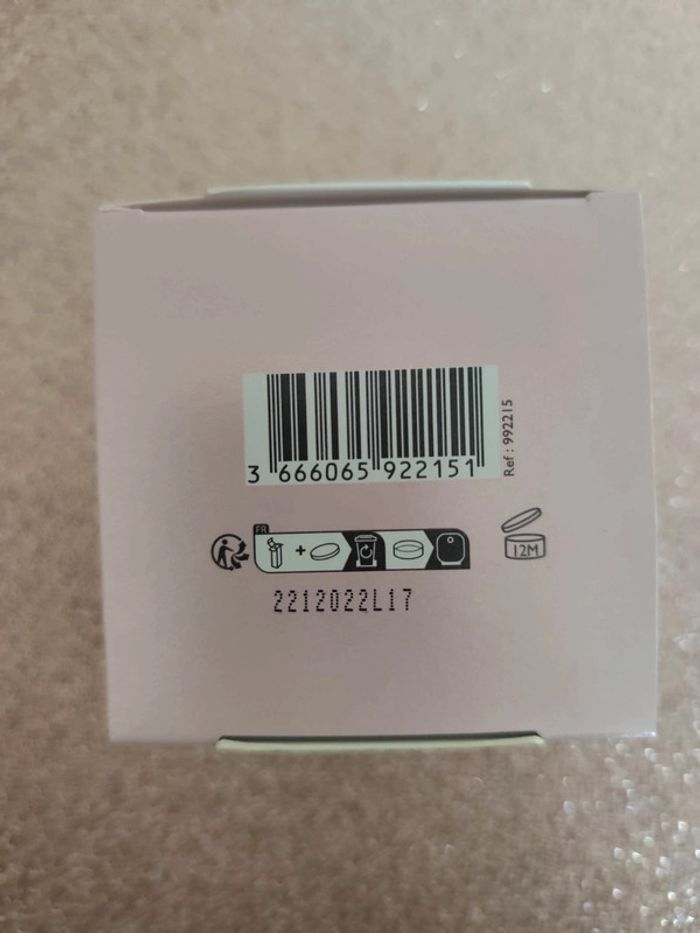 3 666065 922151
Ref : 992215
FR
+
12M
2212022L17